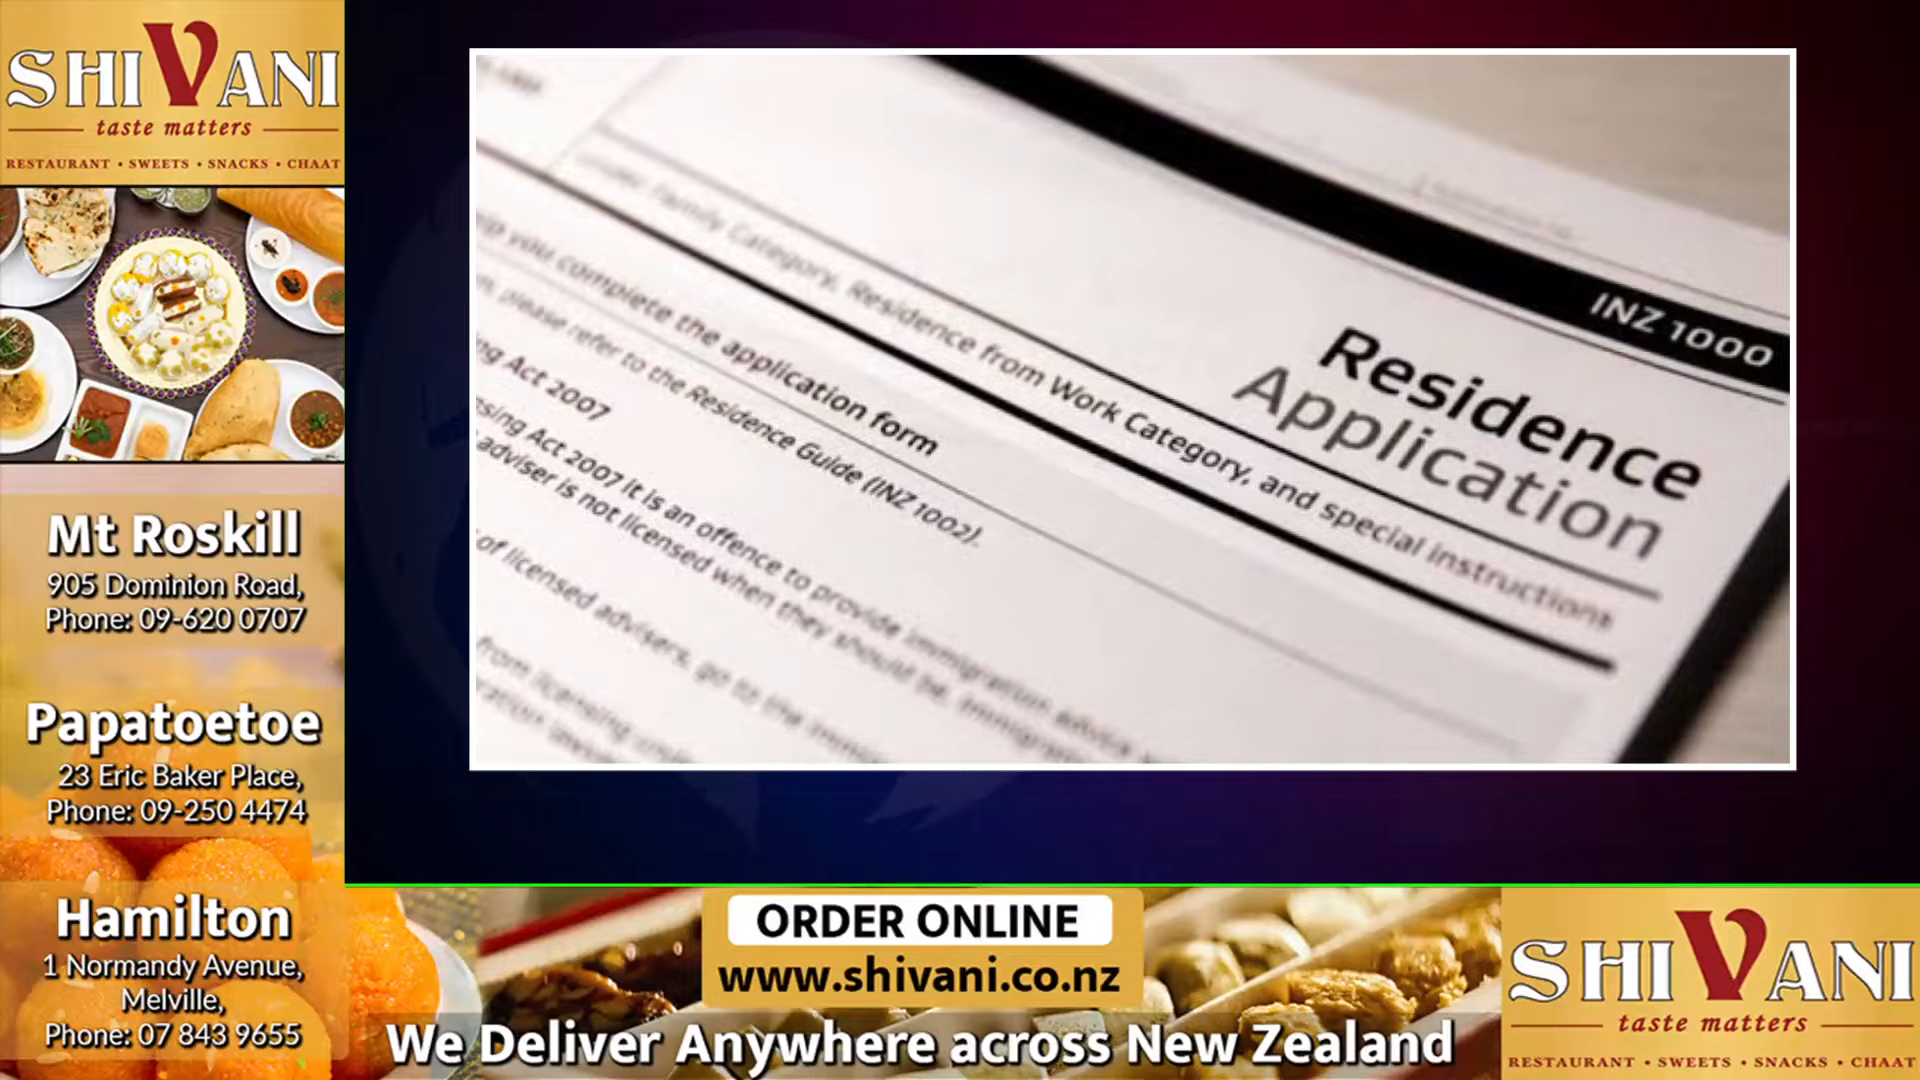 SHIVANI
taste matters
RESTAURANT • SWEETS • SNACKS • CHAAT
Mt Roskill
905 Dominion Road,
Phone: 09-620 0707
Papatoetoe
23 Eric Baker Place,
Phone: 09-250 4474
Hamilton
1 Normandy Avenue,
Melville,
Phone: 07 843 9655
INZ 1000
Residence
Application
under Family Category, Residence from Work Category, and special instructions
you complete the application form
please refer to the Residence Guide (INZ 1002).
Act 2007
Act 2007 it is an offence to provide immigration advice
adviser is not licensed when they should be.
of licensed advisers, go to the
from licensing
ORDER ONLINE
www.shivani.co.nz
We Deliver Anywhere across New Zealand
SHIVANI
taste matters
RESTAURANT • SWEETS • SNACKS • CHAAT